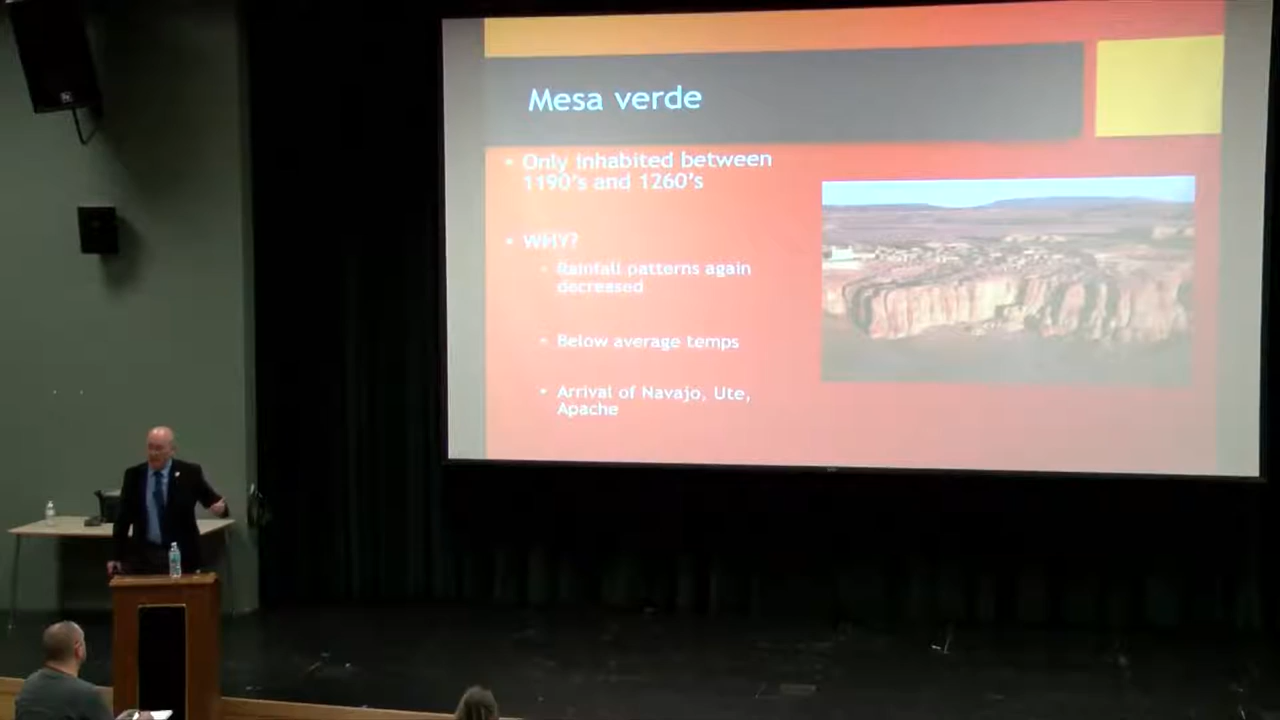 Mesa verde
• Only inhabited between
1190's and 1260's
• WHY?
• Rainfall patterns again
decreased
• Below average temps
• Arrival of Navajo, Ute,
Apache